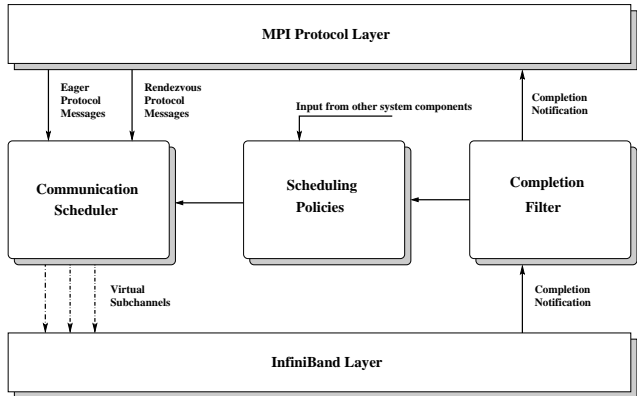 MPI Protocol Layer
Eager
Protocol
Messages
Rendezvous
Protocol
Messages
Input from other system components
Completion
Notification
Communication
Scheduler
Scheduling
Policies
Completion
Filter
Virtual
Subchannels
Completion
Notification
InfiniBand Layer